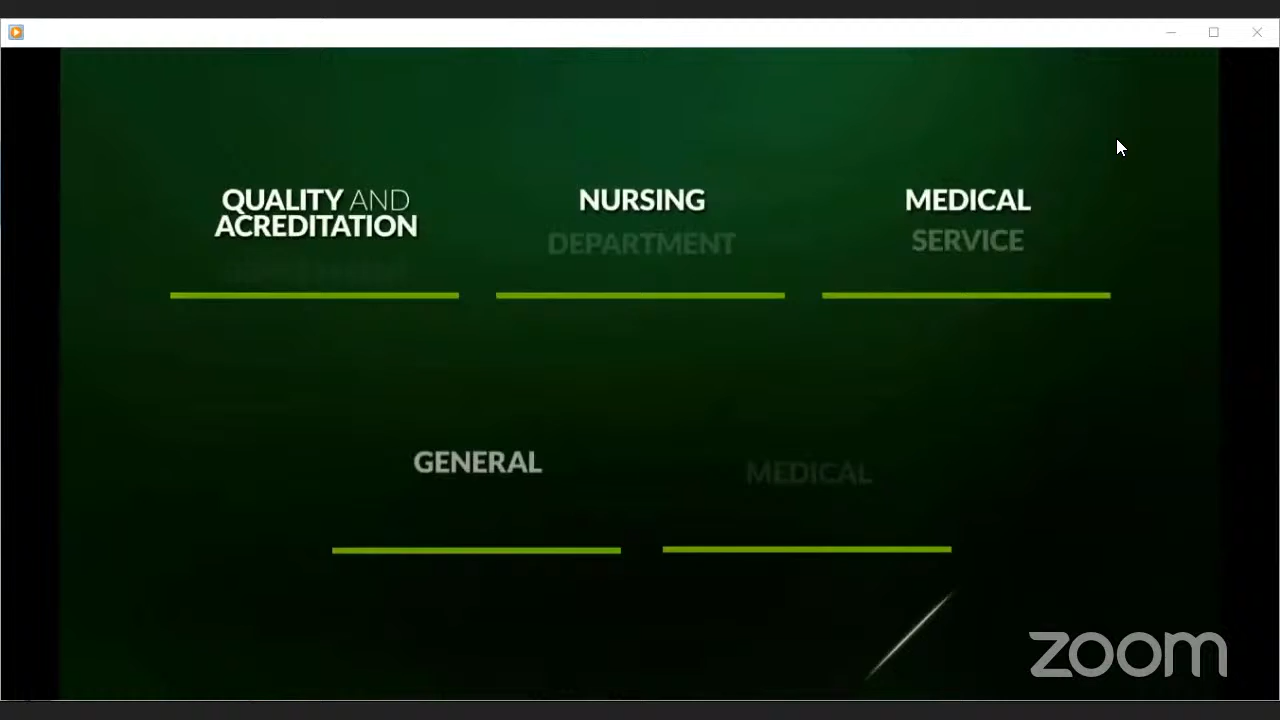 QUALITY AND
ACREDITATION
NURSING
DEPARTMENT
MEDICAL
SERVICE
GENERAL
MEDICAL
zoom